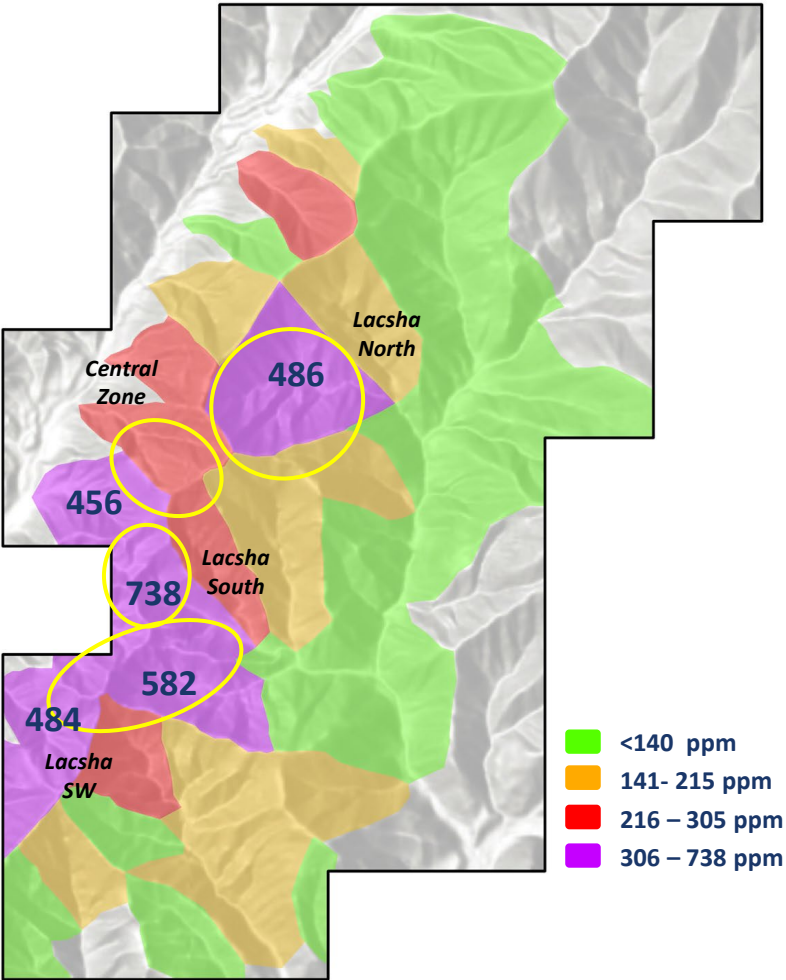 Lacsha
North
486
Central
Zone
456
Lacsha
South
738
582
484
Lacsha
SW
<140  ppm
141- 215 ppm
216 – 305 ppm
306 – 738 ppm